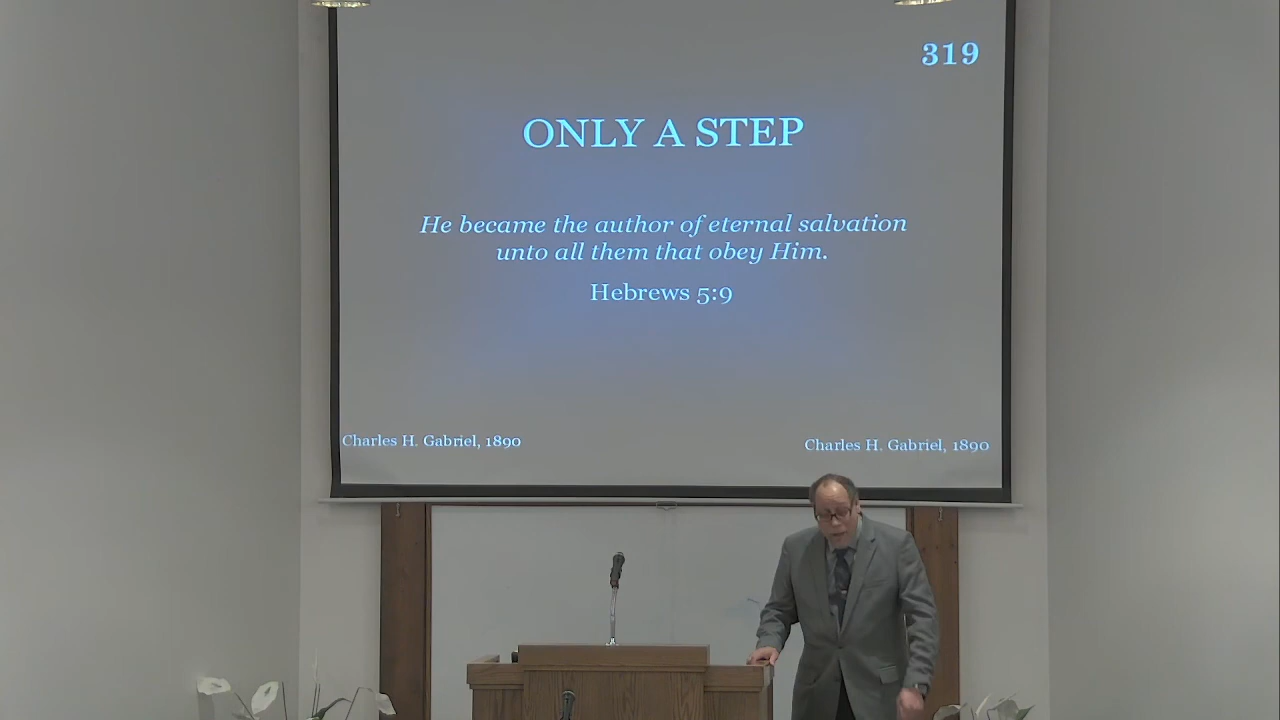 319
ONLY A STEP
He became the author of eternal salvation
unto all them that obey Him.
Hebrews 5:9
Charles H. Gabriel, 1890
Charles H. Gabriel, 1890